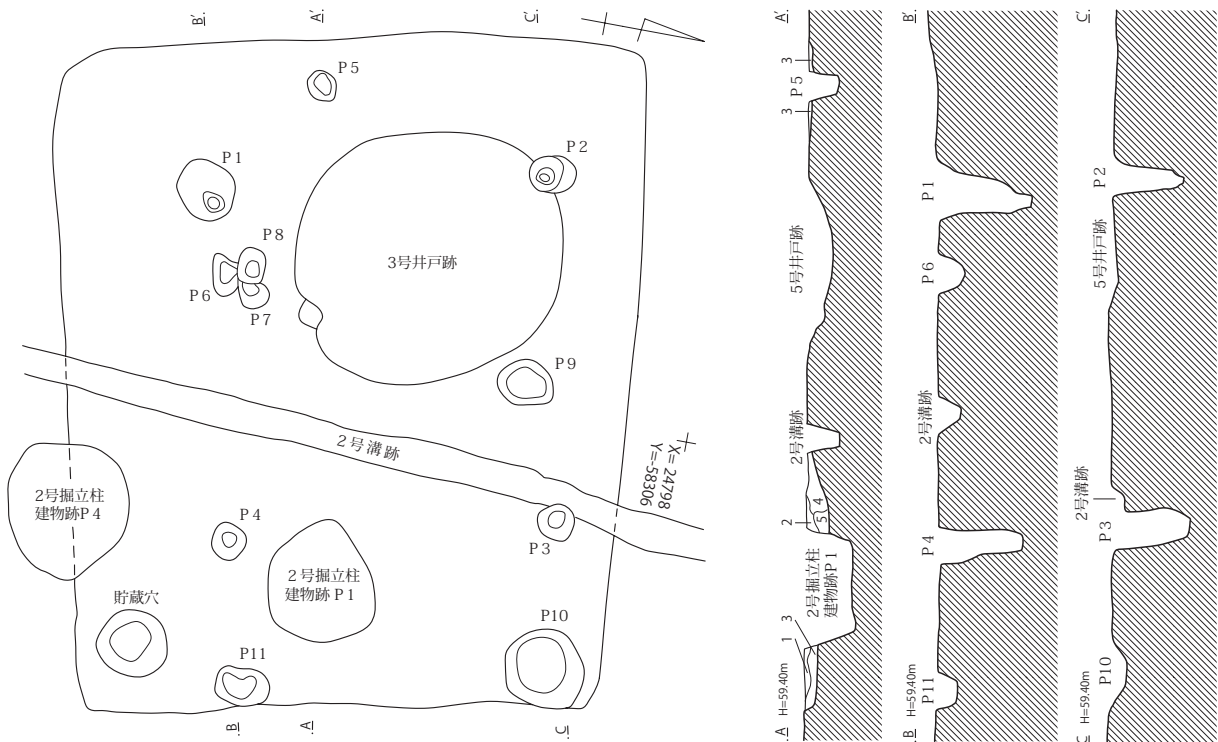 B'
A'
C'
P5
P1
P2
P8
3号井戸跡
P6
P7
P9
2号溝跡
X=24798
Y=-58306
2号掘立柱
建物跡P4
P4
2号掘立柱
建物跡P1
P3
貯蔵穴
P11
P10
B
A
C
A'
3
P5
3
5号井戸跡
2号溝跡
4
5
2
2号掘立柱
建物跡P1
3
1
A H=59.40m
B'
P1
P6
2号溝跡
P4
P11
B H=59.40m
C'
P2
5号井戸跡
2号溝跡
P3
P10
C H=59.40m